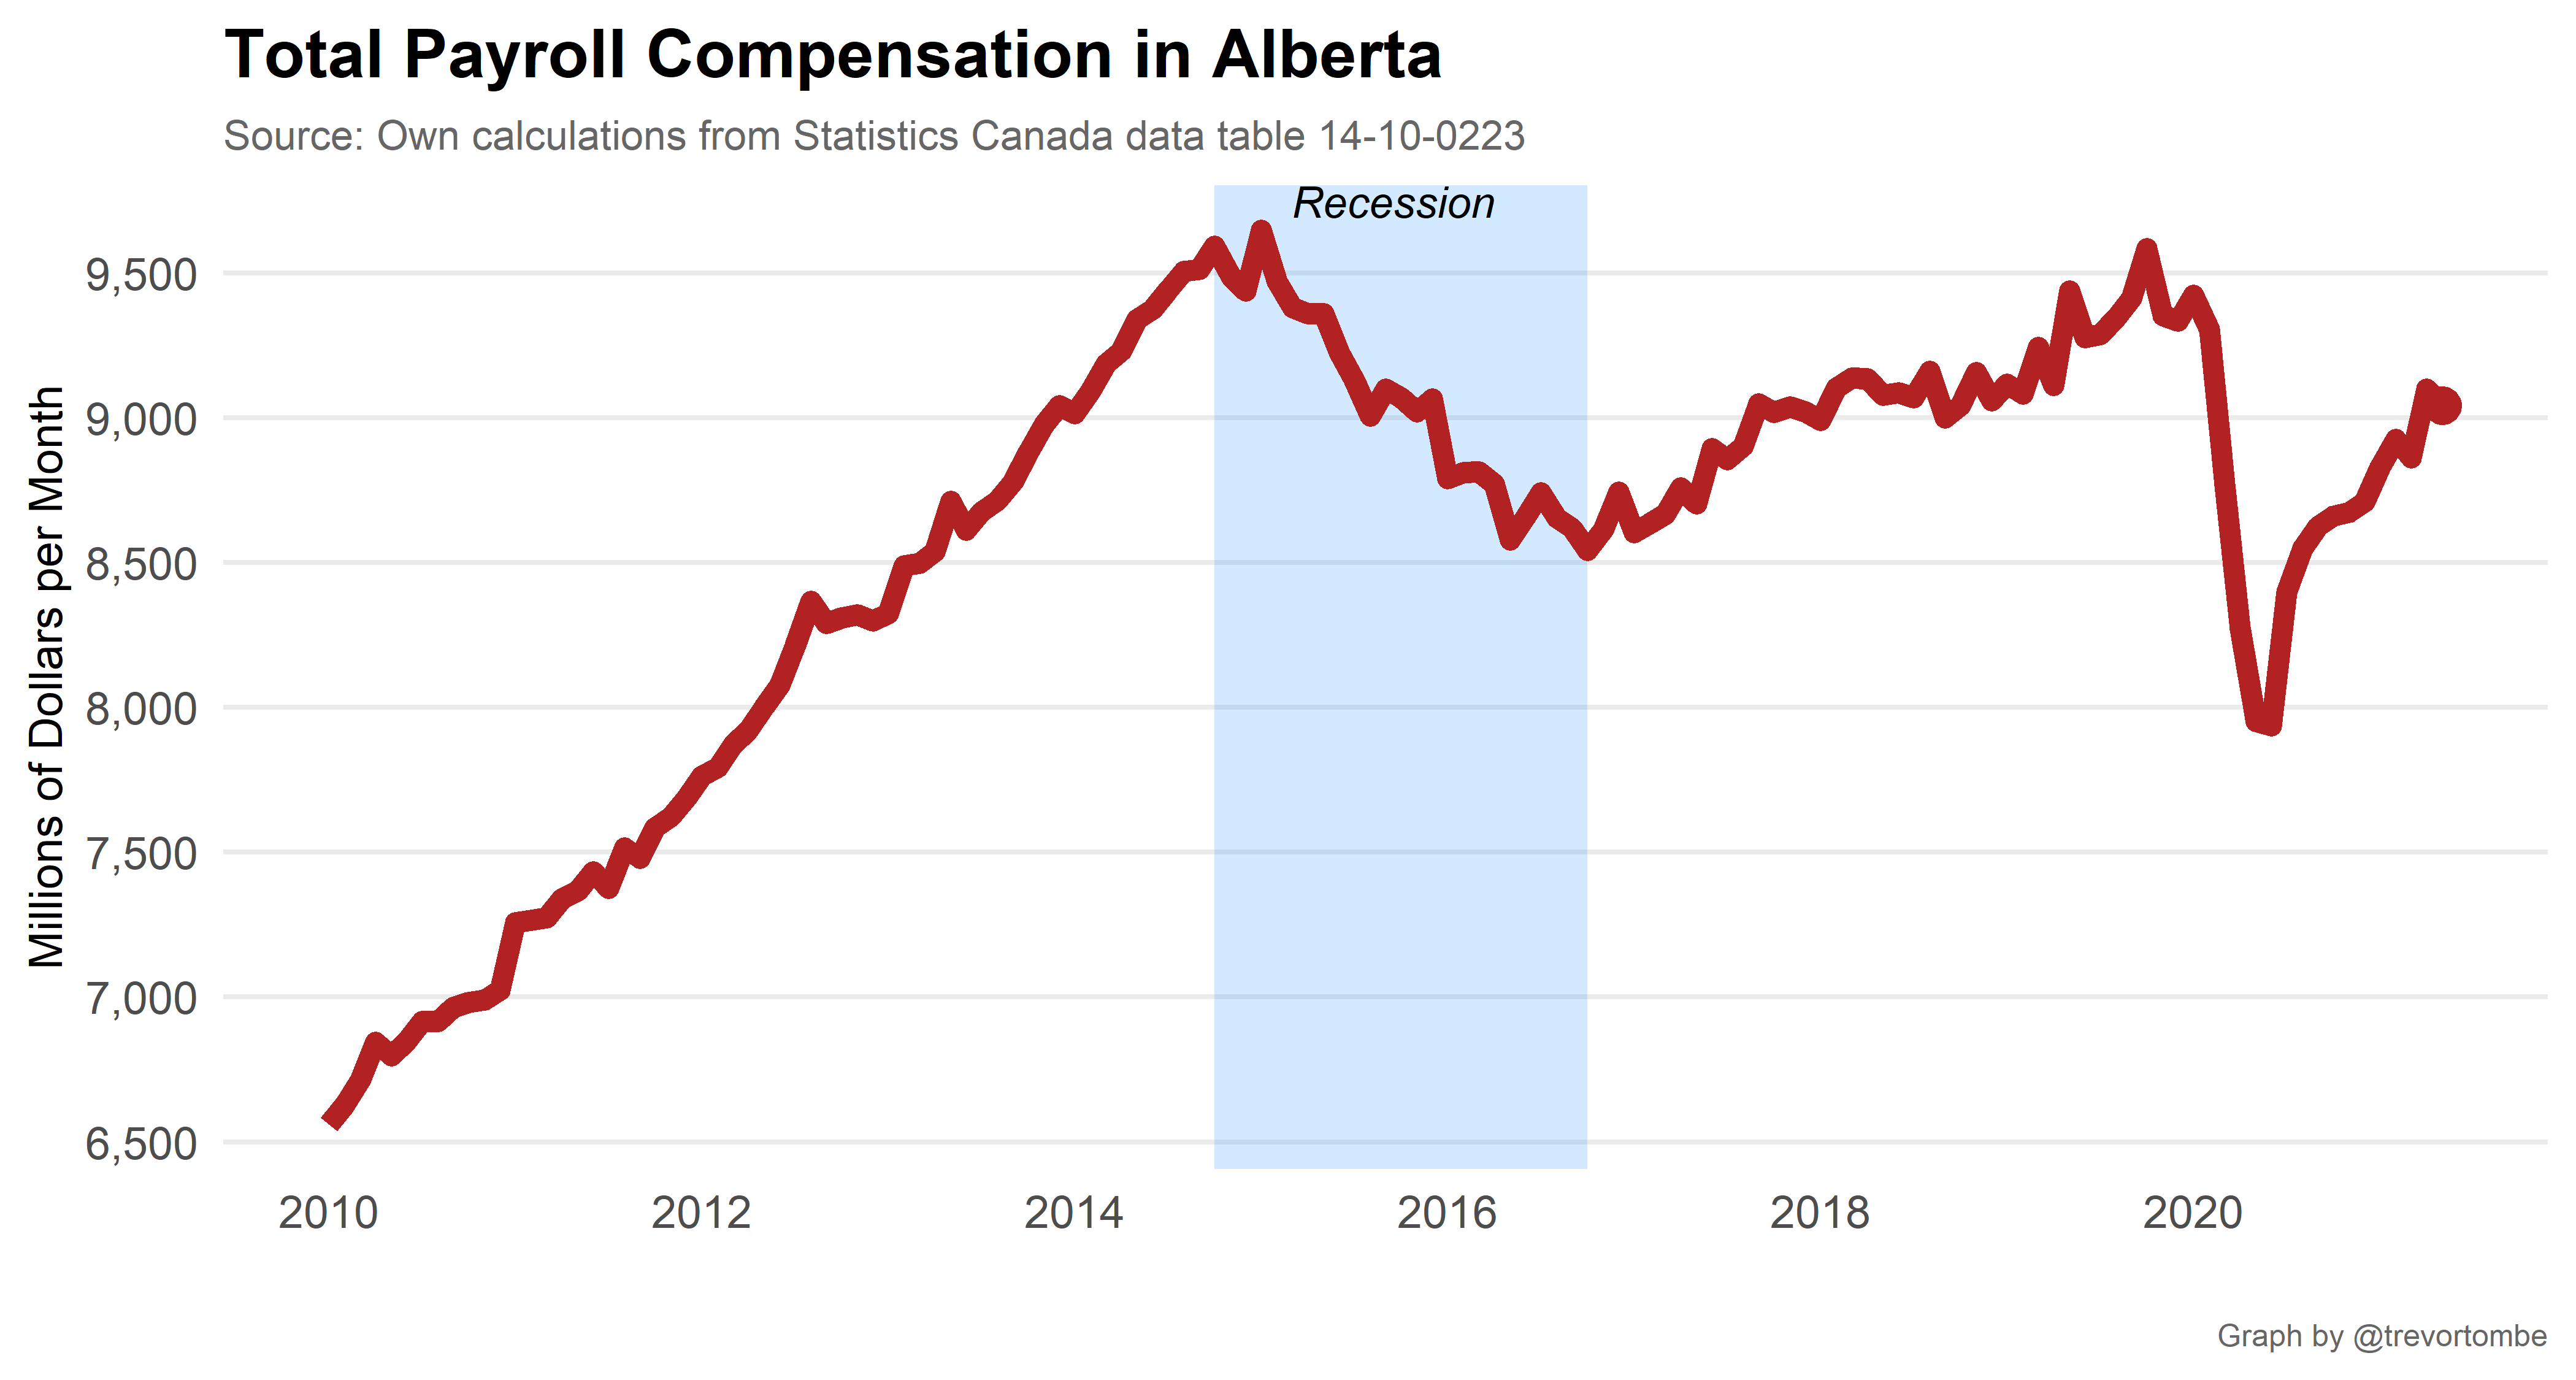 Total Payroll Compensation in Alberta
Source: Own calculations from Statistics Canada data table 14-10-0223
Recession
Millions of Dollars per Month
9,500
9,000
8,500
8,000
7,500
7,000
6,500
2010 2012 2014 2016 2018 2020
Graph by @trevortombe